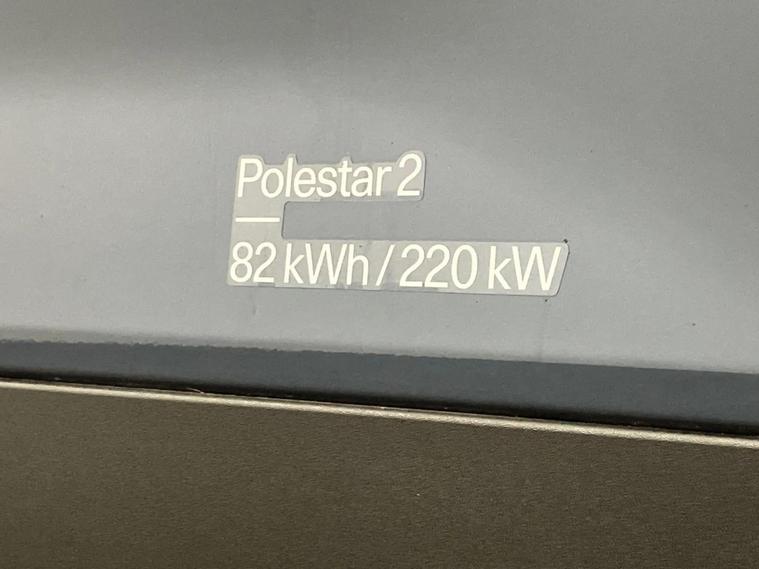 Polestar 2
—
82 kWh / 220 kW